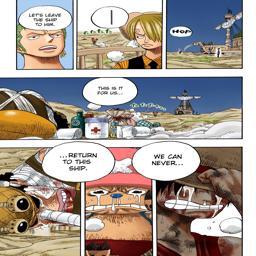 LET'S LEAVE
THE SHIP
TO HIM.
HOP
THIS IS IT
FOR US...
WE CAN
NEVER...
...RETURN
TO THIS
SHIP.